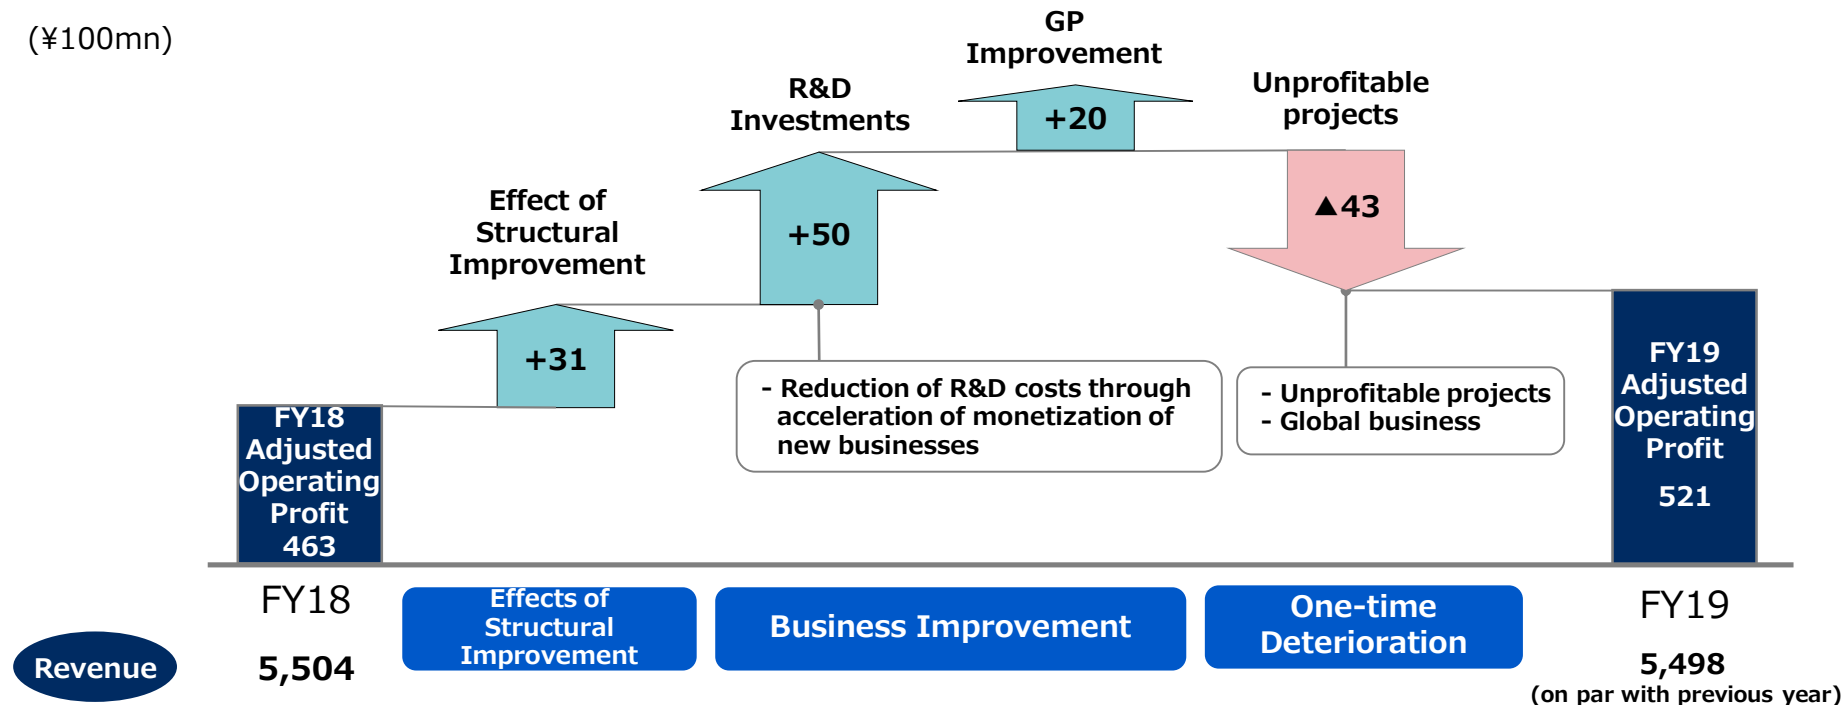 (¥100mn)
GP
Improvement
+20
R&D
Investments
+50
Unprofitable
projects
▲43
Effect of
Structural
Improvement
+31
- Reduction of R&D costs through
acceleration of monetization of
new businesses
- Unprofitable projects
- Global business
FY18
Adjusted
Operating
Profit
463
FY19
Adjusted
Operating
Profit
521
FY18
Effects of
Structural
Improvement
Business Improvement
One-time
Deterioration
FY19
Revenue
5,504
5,498
(on par with previous year)